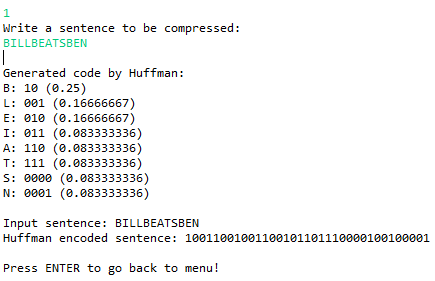 1
Write a sentence to be compressed:
BILLBEATSBEN
Generated code by Huffman:
B: 10 (0.25)
L: 001 (0.16666667)
E: 010 (0.16666667)
I: 011 (0.083333336)
A: 110 (0.083333336)
T: 111 (0.083333336)
S: 0000 (0.083333336)
N: 0001 (0.083333336)
Input sentence: BILLBEATSBEN
Huffman encoded sentence: 10011001001100101101110000100100001
Press ENTER to go back to menu!